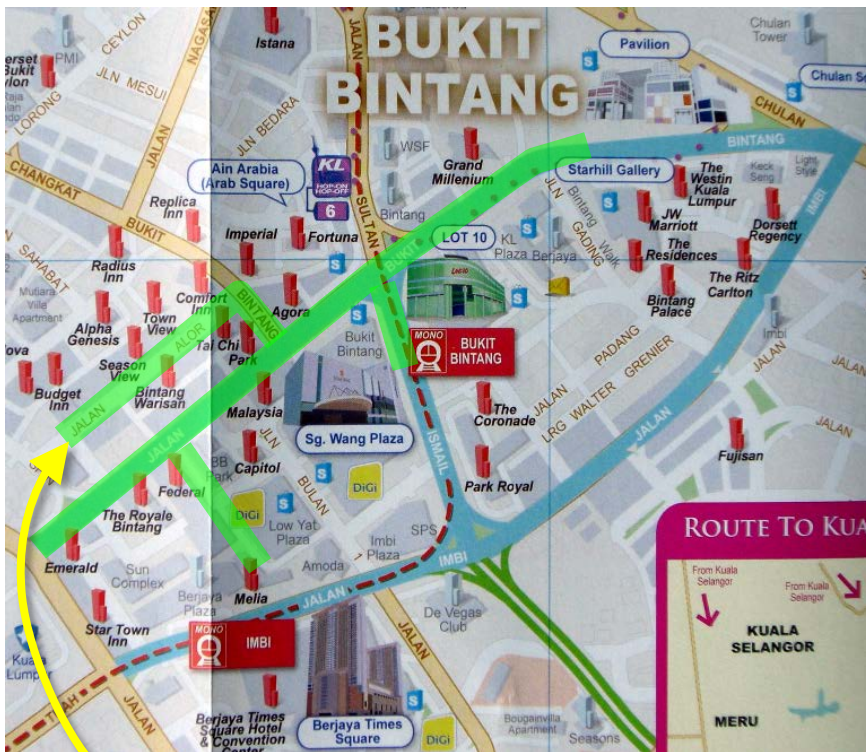 BUKIT
BINTANG
CEYLON
NAGASA
PMI
JLN MESUI
LORONG
JALAN
CHANGKAT
BUKIT
BINTANG
Istana
JLN BEDARA
Ain Arabia
(Arab Square)
KL
HOP-ON
HOP-OFF
6
JALAN
SULTAN
ISMAIL
WSF
Bintang
Grand
Millenium
Pavilion
Chulan
Tower
Chulan
CHULAN
BINTANG
Starhill Gallery
The
Westin
Kuala
Lumpur
Keck
Seng
Light
Style
IMBI
JALAN
JW
Marriott
Dorsett
Regency
The
Residences
The Ritz
Carlton
Bintang
Palace
Imbi
JALAN
JLN
GADING
Bintang
Walk
KL
Plaza
Berjaya
LOT 10
BUKIT
Replica
Inn
Imperial
Fortuna
Radius
Inn
SAHABAT
Mutiara
Villa
Apartment
Comfort
Inn
Agora
Alpha
Genesis
Town
View
ALOR
Tai Chi
Park
Season
View
Budget
Inn
Bintang
Warisan
JALAN
JALAN
Bukit
Bintang
MONO
BUKIT
BINTANG
Malaysia
Sg. Wang Plaza
The
Coronade
JALAN
PADANG
LRG WALTER GRENIER
Capitol
JLN
BULAN
BB
Park
Federal
The Royale
Bintang
DiGi
DiGi
Low Yat
Plaza
Imbi
Plaza
SPS
Park Royal
Fujisan
Emerald
Sun
Complex
Berjaya
Plaza
Amoda
Melia
IMBI
JALAN
Star Town
Inn
MONO
IMBI
De Vegas
Club
Kuala
Lumpur
JALAN
JALAN
Berjaya Times
Square Hotel
& Convention
Center
Berjaya Times
Square
DiGi
Bougainvilla
Apartment
Seasons
ROUTE TO KUA
From Kuala
Selangor
From Kuala
Selangor
KUALA
SELANGOR
MERU